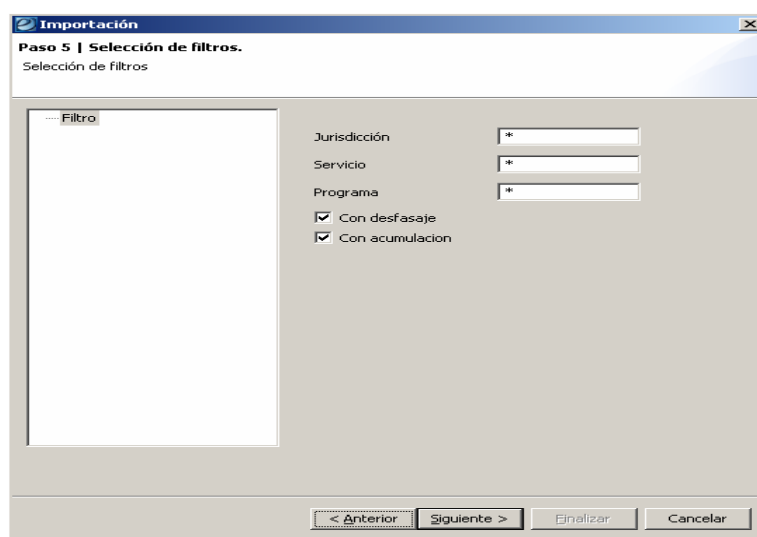 Importación
Paso 5 | Selección de filtros.
Selección de filtros
Filtro
Jurisdicción *
Servicio *
Programa *
Con desfasaje
Con acumulacion
< Anterior Siguiente > Finalizar Cancelar